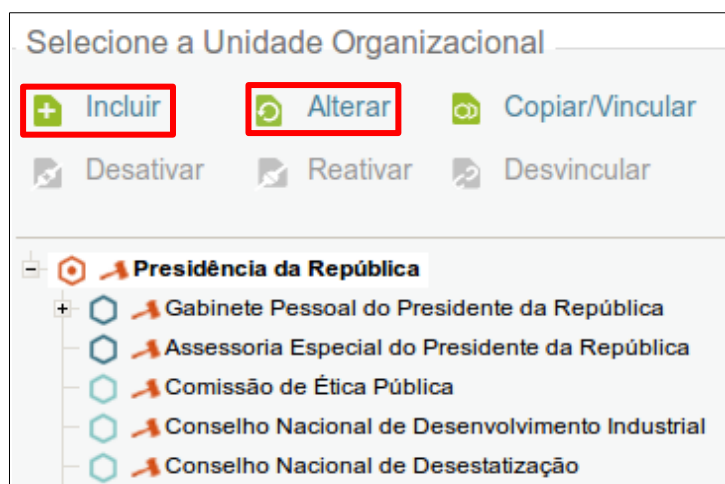 Selecione a Unidade Organizacional
Incluir Alterar Copiar/Vincular
Desativar Reativar Desvincular
Presidência da República
Gabinete Pessoal do Presidente da República
Assessoria Especial do Presidente da República
Comissão de Ética Pública
Conselho Nacional de Desenvolvimento Industrial
Conselho Nacional de Desestatização